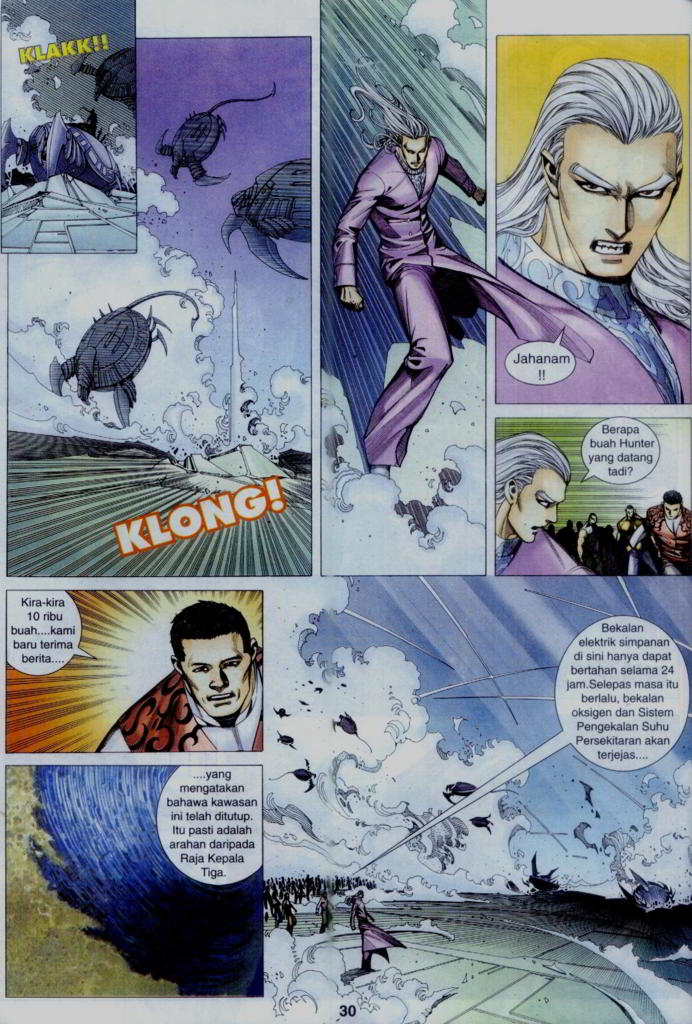 KLAKK!!
KLONG!
Jahanam
!!
Berapa
buah Hunter
yang datang
tadi?
Kira-kira
10 ribu
buah....kami
baru terima
berita....
....yang
mengatakan
bahawa kawasan
ini telah ditutup.
Itu pasti adalah
arahan daripada
Raja Kepala
Tiga.
Bekalan
elektrik simpanan
di sini hanya dapat
bertahan selama 24
jam.Selepas masa itu
berlalu, bekalan
oksigen dan Sistem
Pengekalan Suhu
Persekitaran akan
terjejas....
30